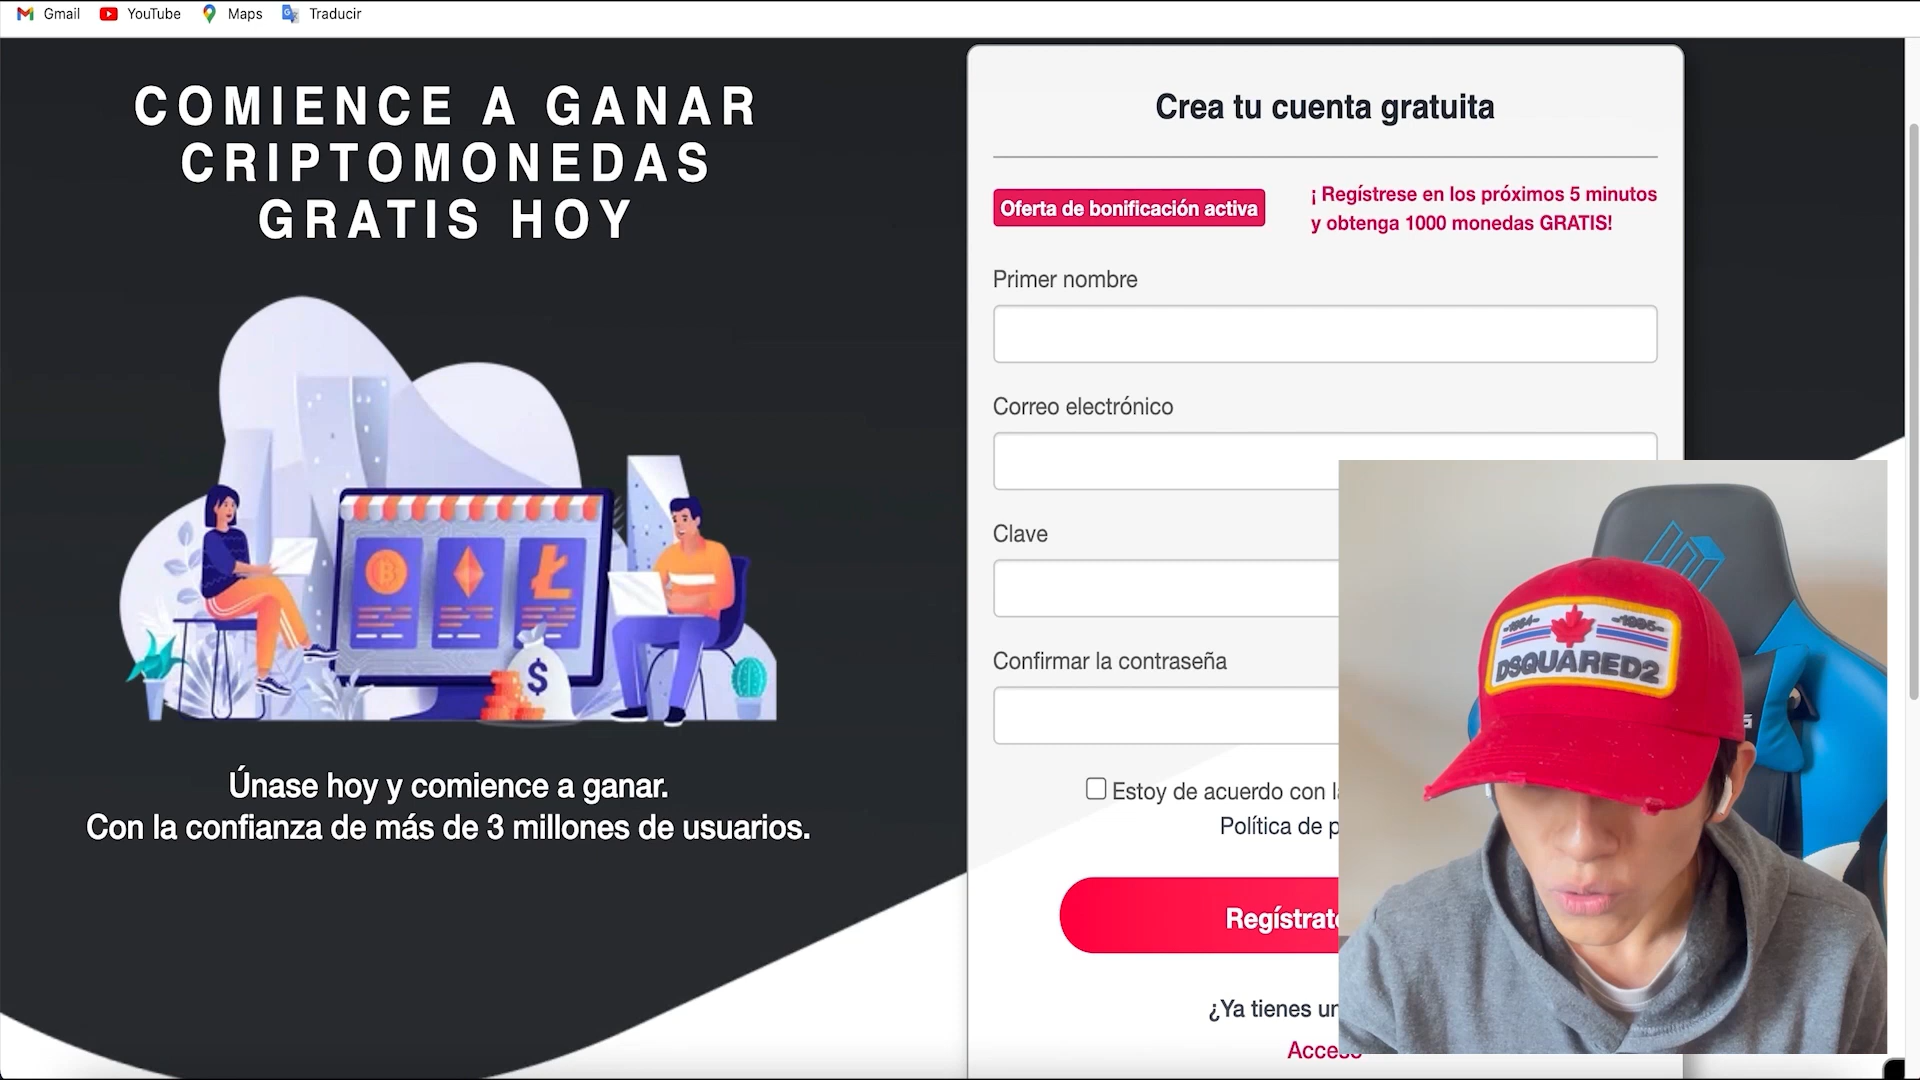 Gmail
YouTube
Maps
Traducir
COMIENCE A GANAR
CRIPTOMONEDAS
GRATIS HOY
Únase hoy y comience a ganar.
Con la confianza de más de 3 millones de usuarios.
Crea tu cuenta gratuita
Oferta de bonificación activa
¡ Regístrese en los próximos 5 minutos
y obtenga 1000 monedas GRATIS!
Primer nombre
Correo electrónico
Clave
Confirmar la contraseña
Estoy de acuerdo con
Política de
¿Ya tienes
Acceso
-1964- -1995-
DSQUARED2